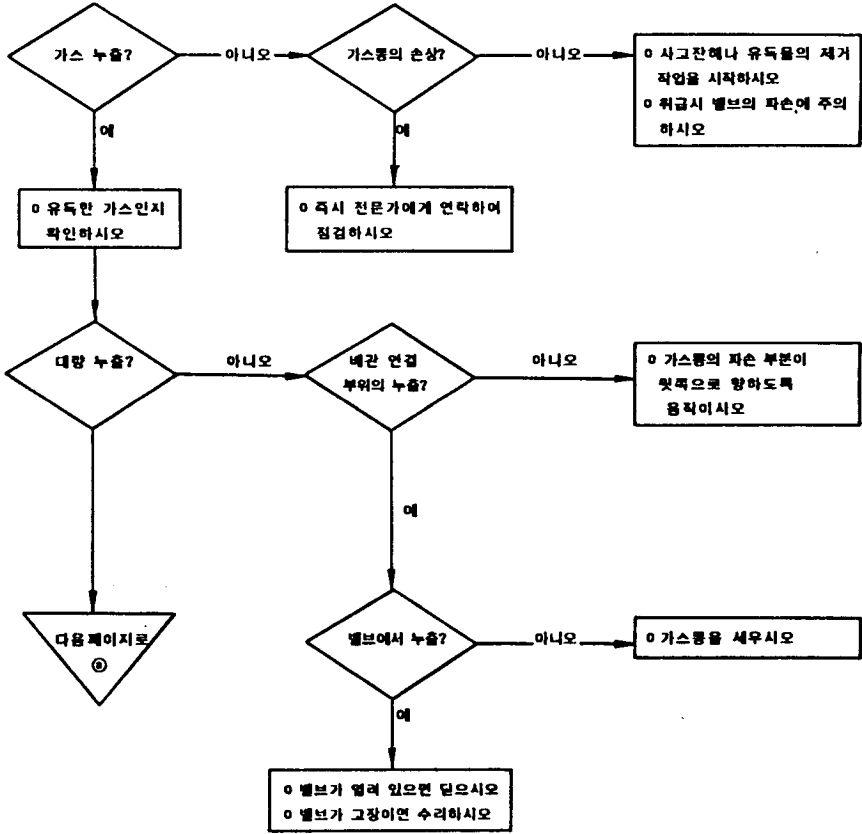 가스 누출?
아니오
가스통의 손상?
아니오
o 사고잔해나 유독물의 제거
작업을 시작하시오
o 취급시 밸브의 파손에 주의
하시오
예
예
o 유독한 가스인지
확인하시오
o 즉시 전문가에게 연락하여
점검하시오
대량 누출?
아니오
배관 연결
부위의 누출?
아니오
o 가스통의 파손 부분이
윗쪽으로 향하도록
움직이시오
예
다음페이지로
ⓐ
밸브에서 누출?
아니오
o 가스통을 세우시오
예
o 밸브가 열려 있으면 닫으시오
o 밸브가 고장이면 수리하시오